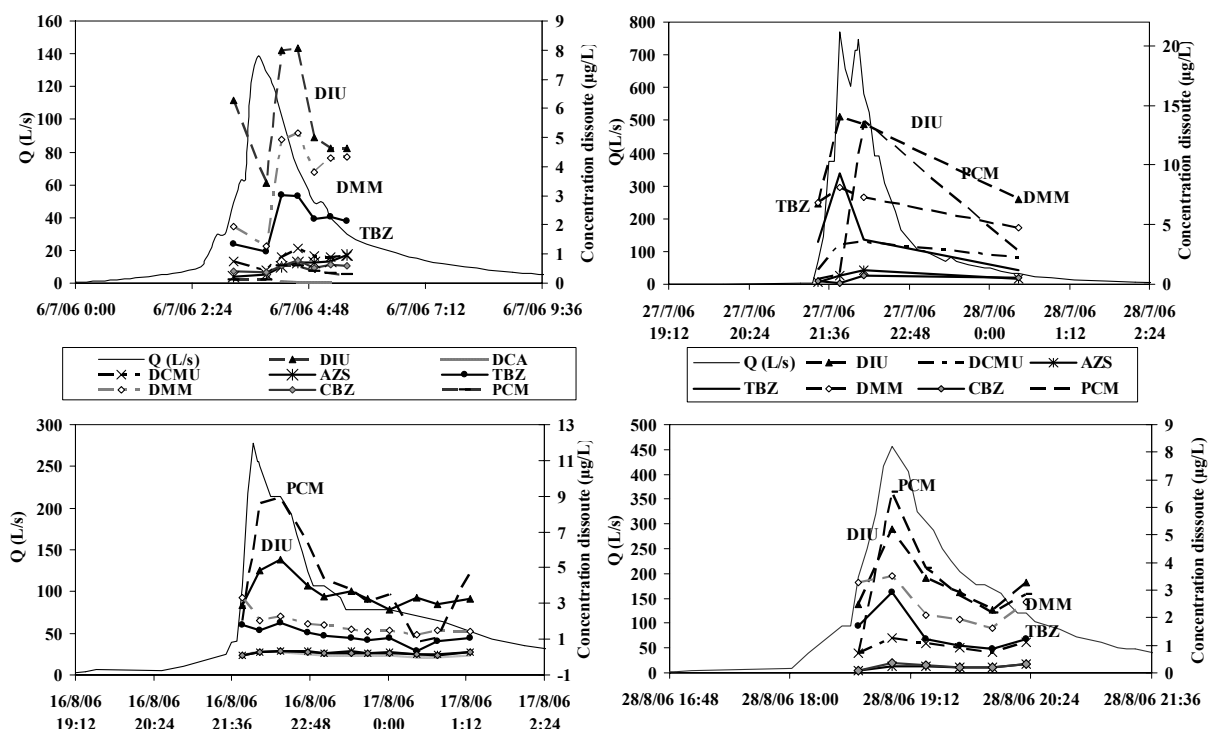 160
140
120
100
80
60
40
20
0
Q (L/s)
9
8
7
6
5
4
3
2
1
0
Concentration dissoute (µg/L)
DIU
DMM
TBZ
6/7/06 0:00 6/7/06 2:24 6/7/06 4:48 6/7/06 7:12 6/7/06 9:36
800
700
600
500
400
300
200
100
0
Q(L/s)
20
15
10
5
0
Concentration dissoute (µg/L)
DIU
PCM
TBZ
DMM
27/7/06 27/7/06 27/7/06 27/7/06 28/7/06 28/7/06 28/7/06
19:12 20:24 21:36 22:48 0:00 1:12 2:24
Q (L/s) DIU DCA
DCMU AZS TBZ
DMM CBZ PCM
Q (L/s) DIU DCMU AZS
TBZ DMM CBZ PCM
300
250
200
150
100
50
0
Q (L/s)
13
11
9
7
5
3
1
-1
Concentration dissoute (µg/L)
PCM
DIU
16/8/06 16/8/06 16/8/06 16/8/06 17/8/06 17/8/06 17/8/06
19:12 20:24 21:36 22:48 0:00 1:12 2:24
500
450
400
350
300
250
200
150
100
50
0
Q (L/s)
9
8
7
6
5
4
3
2
1
0
Concentration dissoute (µg/L)
PCM
DIU
DMM
TBZ
28/8/06 16:48 28/8/06 18:00 28/8/06 19:12 28/8/06 20:24 28/8/06 21:36